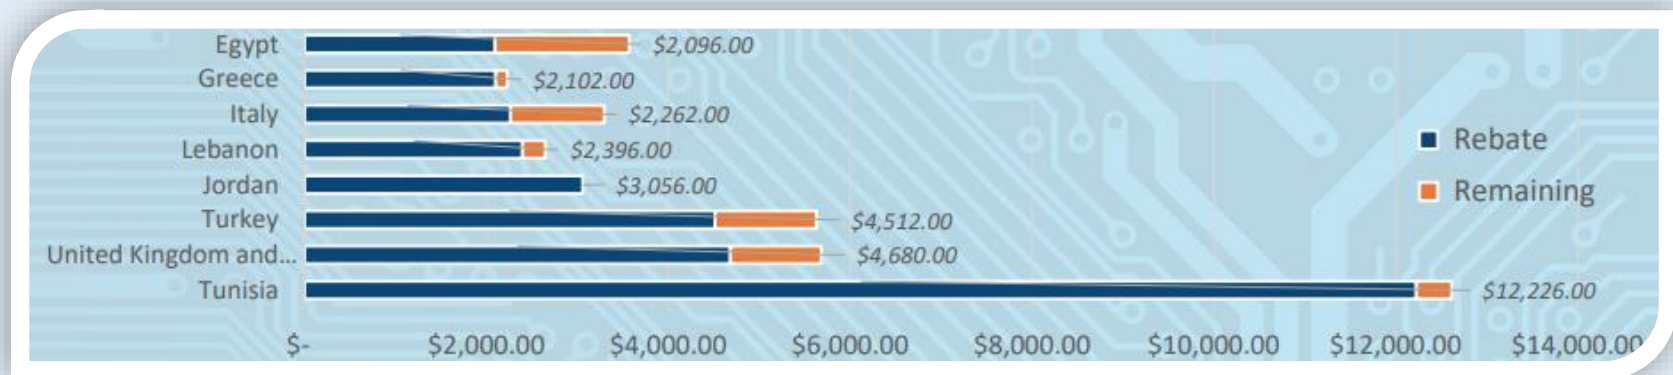 Egypt $2,096.00
Greece $2,102.00
Italy $2,262.00
Lebanon $2,396.00
Jordan $3,056.00
Turkey $4,512.00
United Kingdom and... $4,680.00
Tunisia $12,226.00
Rebate
Remaining
$- $2,000.00 $4,000.00 $6,000.00 $8,000.00 $10,000.00 $12,000.00 $14,000.00